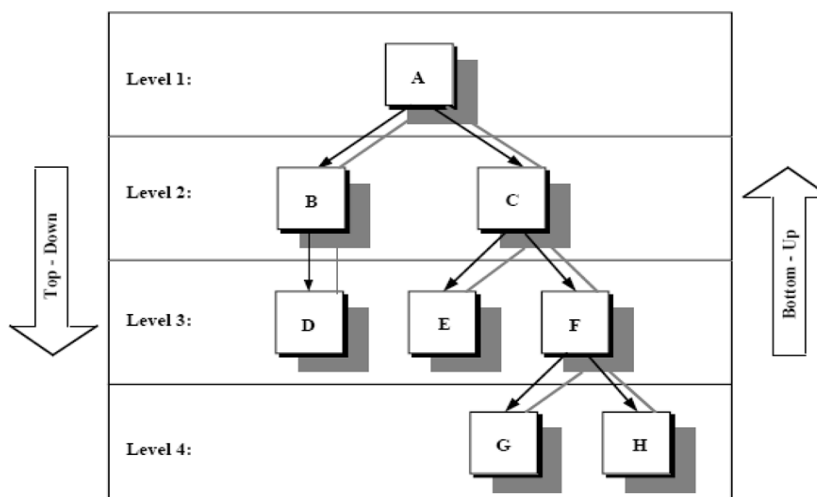 Level 1:
A
Level 2:
B
C
Top - Down
Bottom - Up
Level 3:
D
E
F
Level 4:
G
H